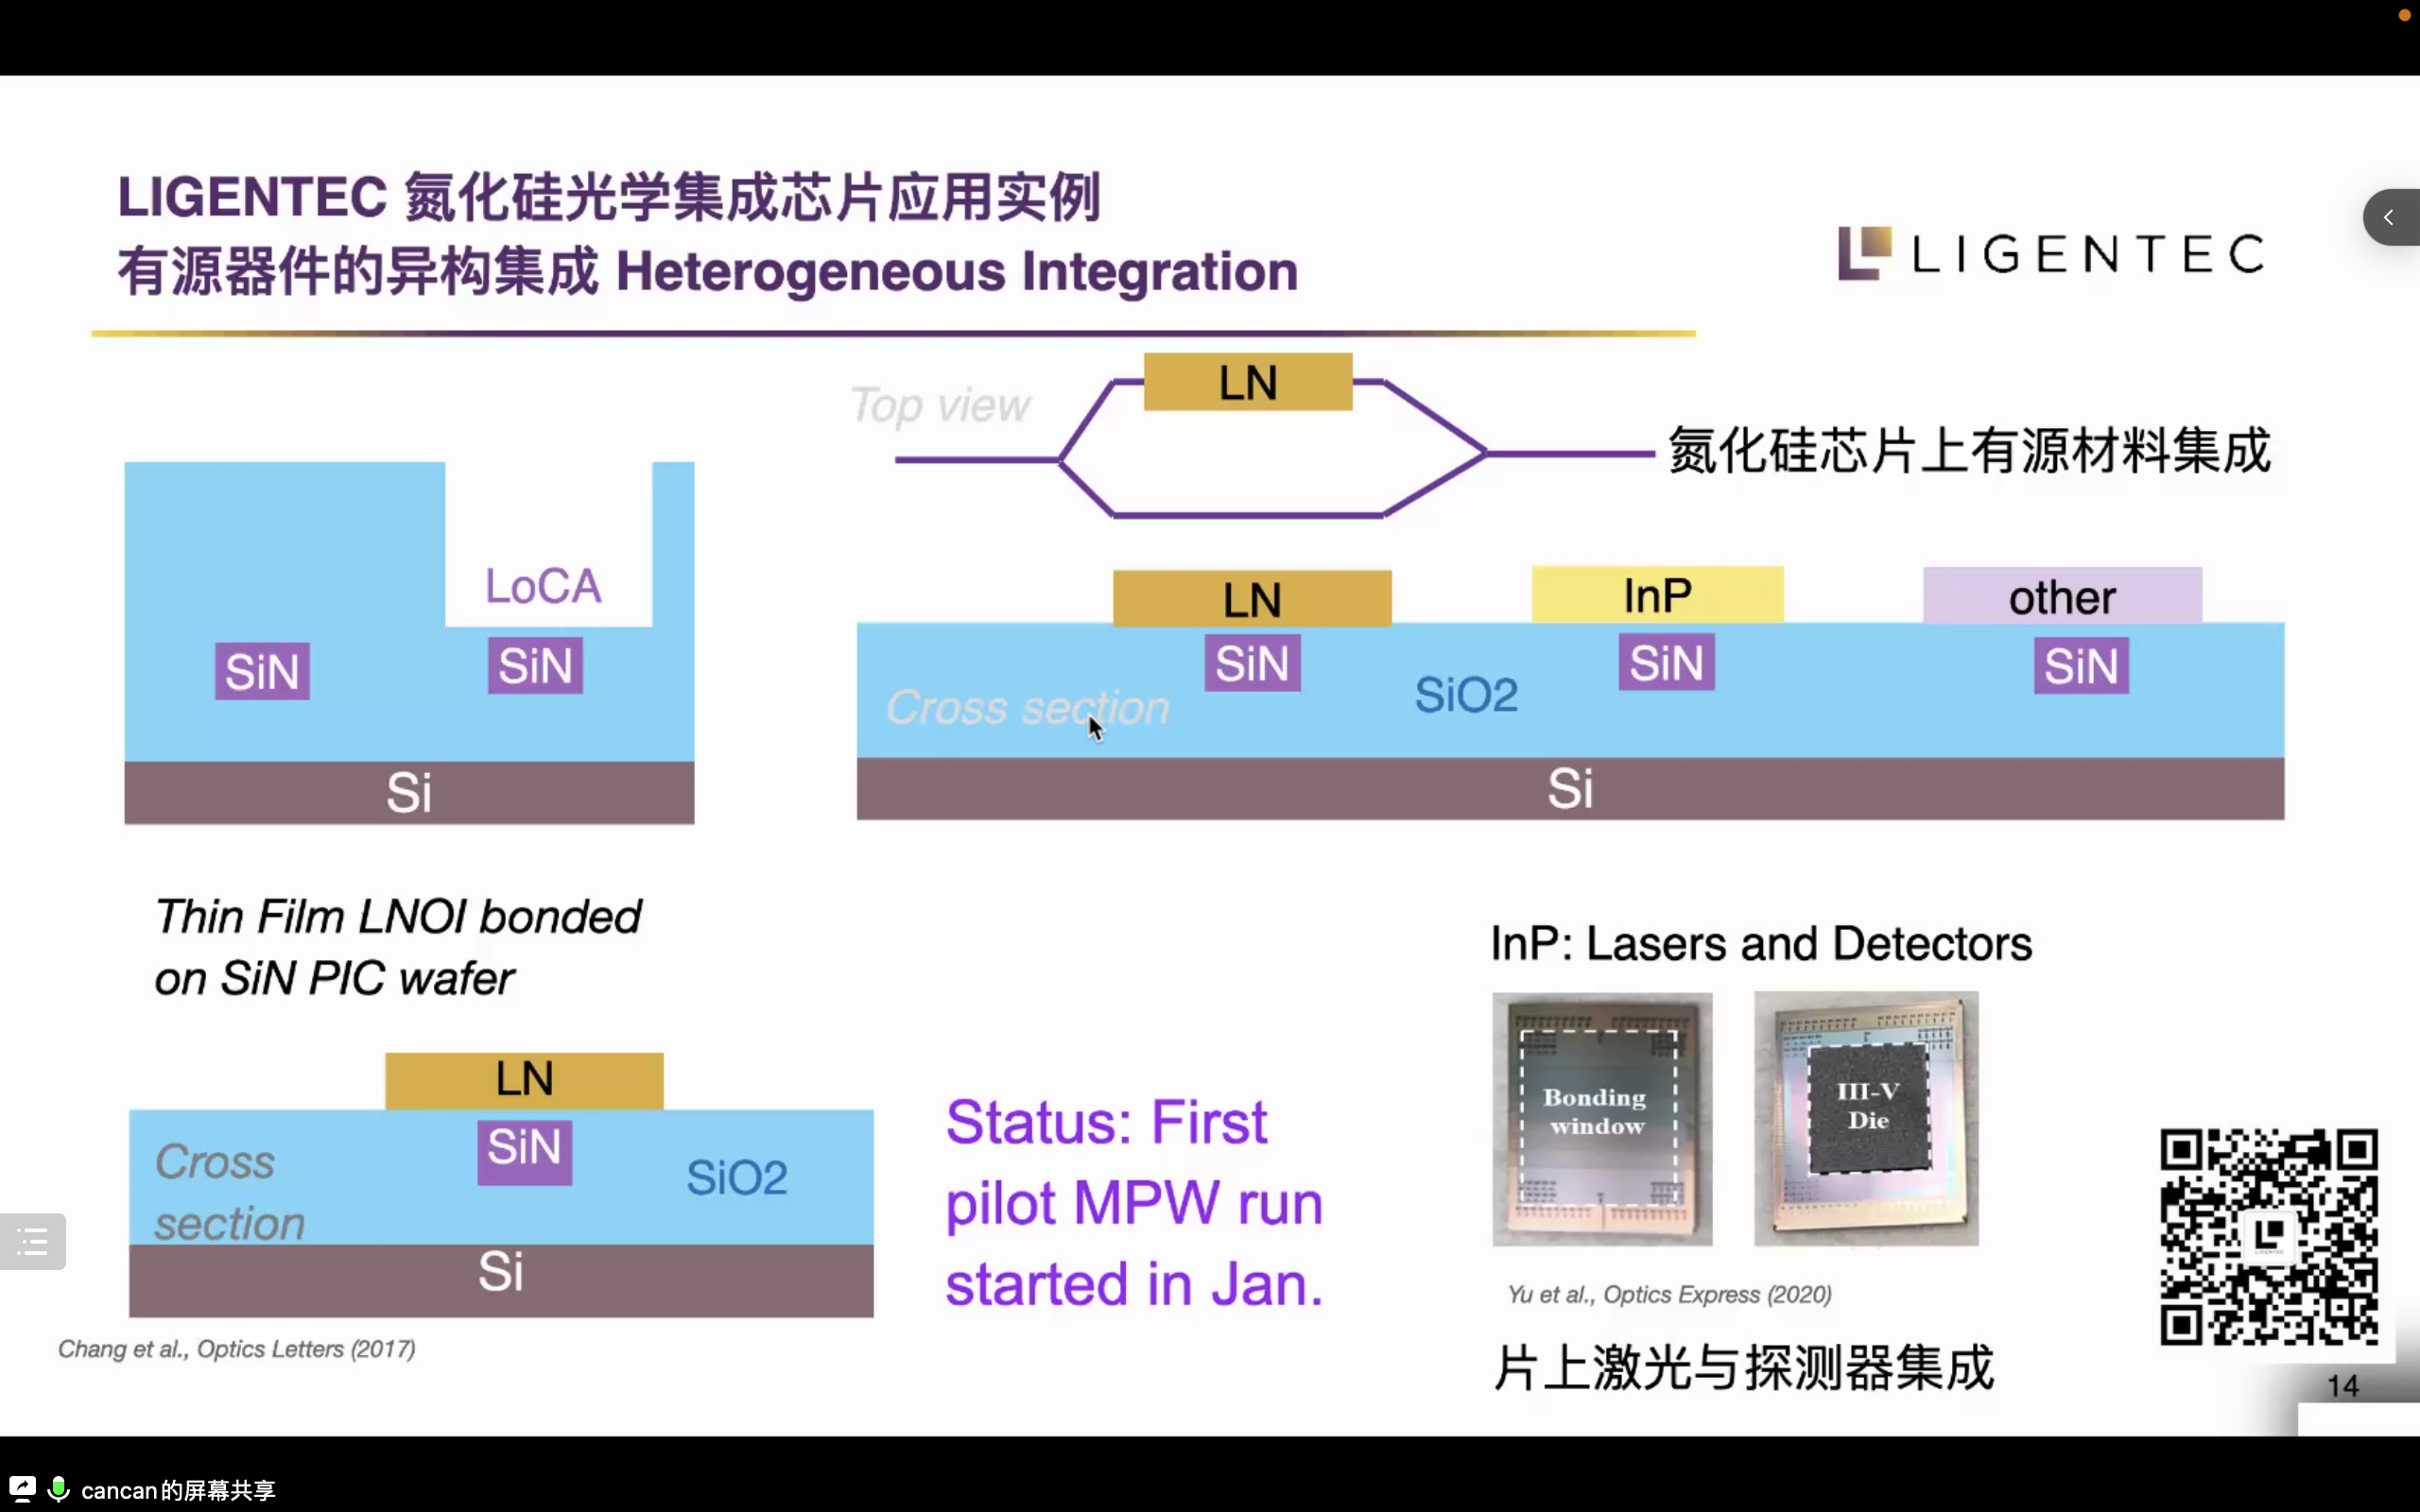 LIGENTEC 氮化硅光学集成芯片应用实例
有源器件的异构集成 Heterogeneous Integration
LIGENTEC
Top view
LN
氮化硅芯片上有源材料集成
LoCA
SiN
SiN
Si
LN
InP
other
SiN
SiN
SiN
Cross section
SiO2
Si
Thin Film LNOI bonded
on SiN PIC wafer
LN
SiN
Cross
section
SiO2
Si
Chang et al., Optics Letters (2017)
Status: First
pilot MPW run
started in Jan.
InP: Lasers and Detectors
Bonding
window
III-V
Die
Yu et al., Optics Express (2020)
片上激光与探测器集成
14
cancan的屏幕共享